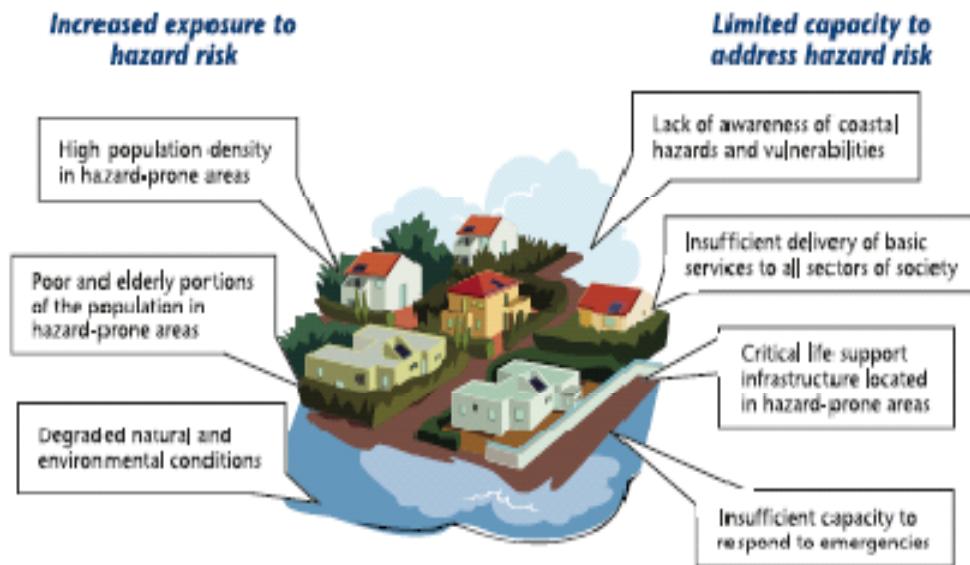 Increased exposure to
hazard risk
High population density
in hazard-prone areas
Poor and elderly portions
of the population in
hazard-prone areas
Degraded natural and
environmental conditions
Limited capacity to
address hazard risk
Lack of awareness of coastal
hazards and vulnerabilities
Insufficient delivery of basic
services to all sectors of society
Critical life support
infrastructure located
in hazard-prone areas
Insufficient capacity to
respond to emergencies